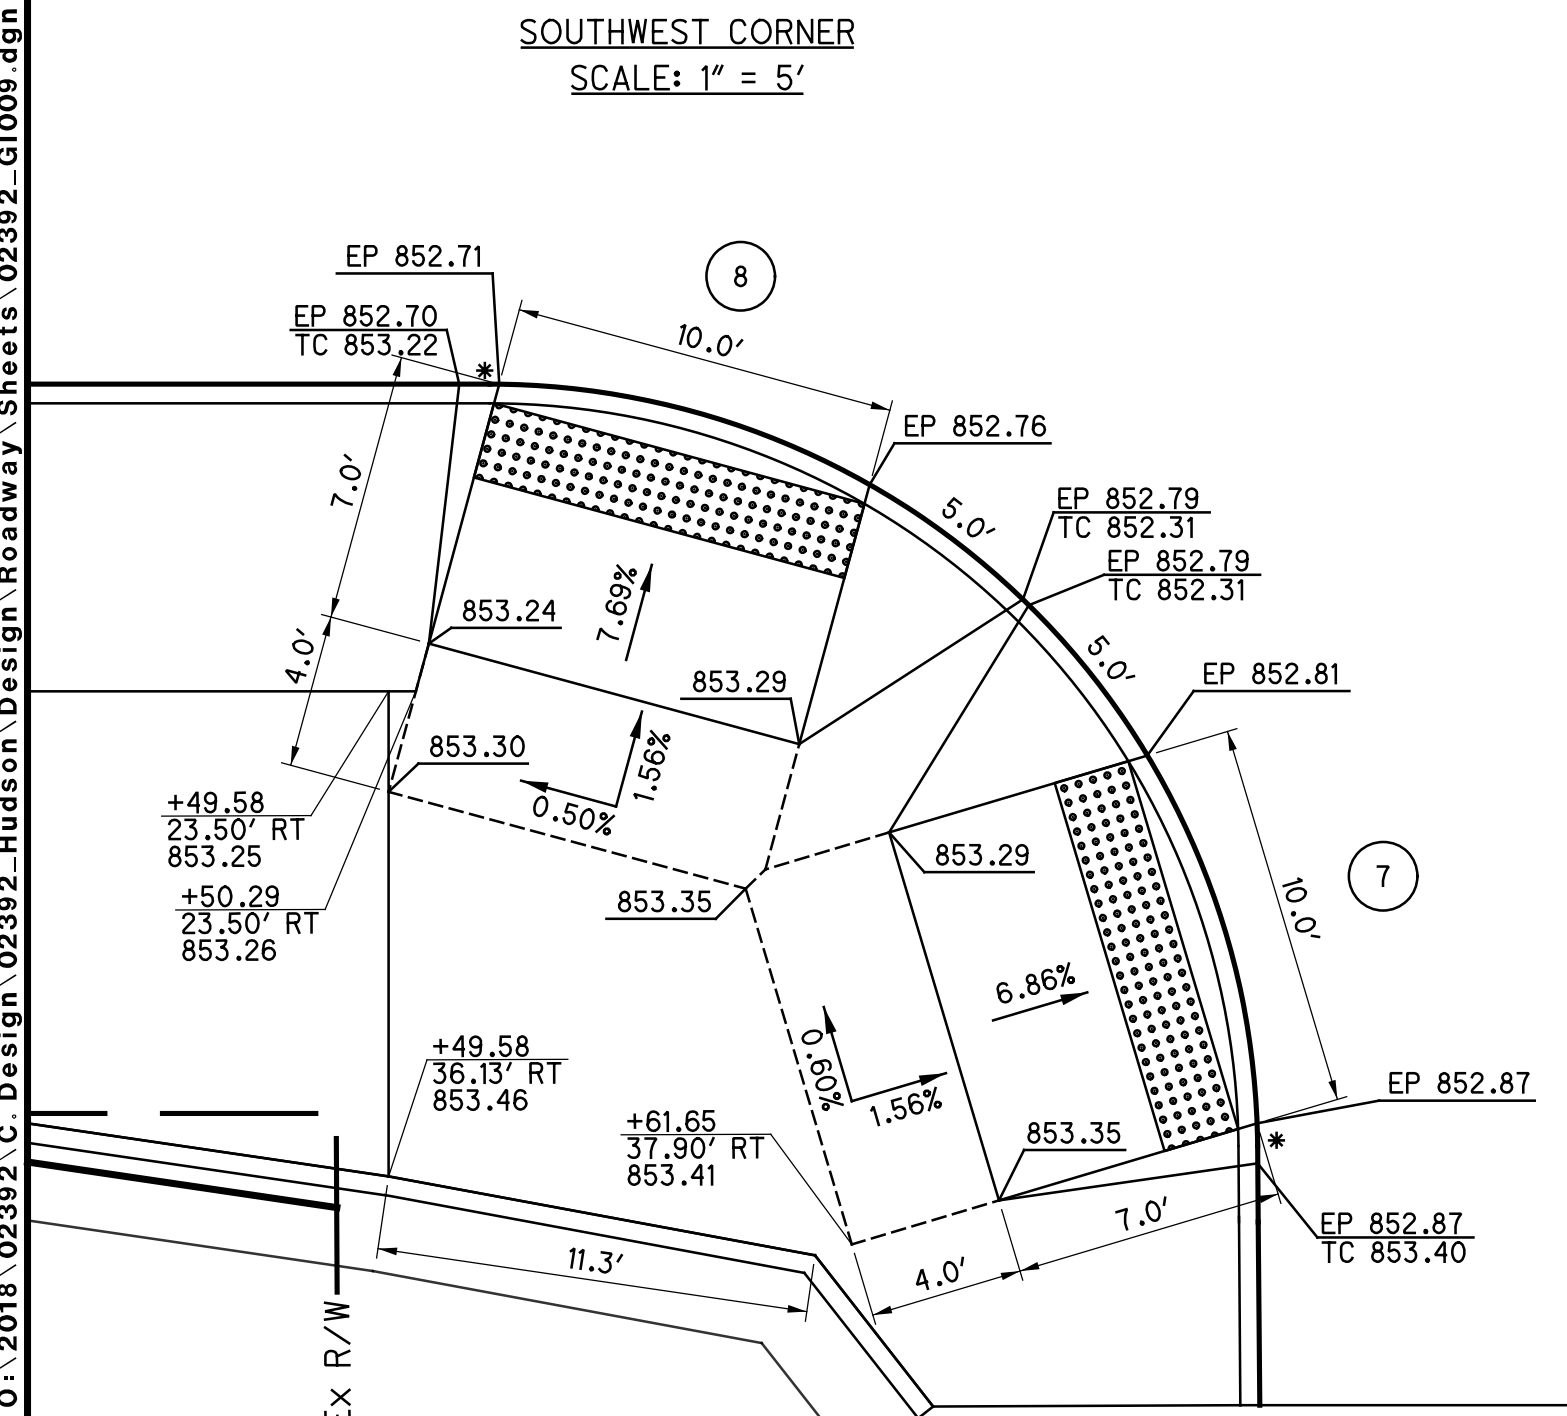 SOUTHWEST CORNER
SCALE: 1″ = 5′
O:\2018\02392\C_Design\02392_Hudson\Design\Roadway\Sheets\02392_GI009.dgn
EP 852.71
8
EP 852.70
TC 853.22
10.0′
*
EP 852.76
7.0′
5.0′
EP 852.79
TC 852.31
EP 852.79
TC 852.31
7.69%
853.24
4.0′
5.0′
853.29
EP 852.81
853.30
1.56%
0.50%
+49.58
23.50′ RT
853.25
+50.29
23.50′ RT
853.26
853.29
853.35
7
10.0′
6.86%
+49.58
36.13′ RT
853.46
0.60%
1.56%
EP 852.87
+61.65
37.90′ RT
853.41
853.35
*
7.0′
EP 852.87
TC 853.40
11.3′
4.0′
Ex R/W